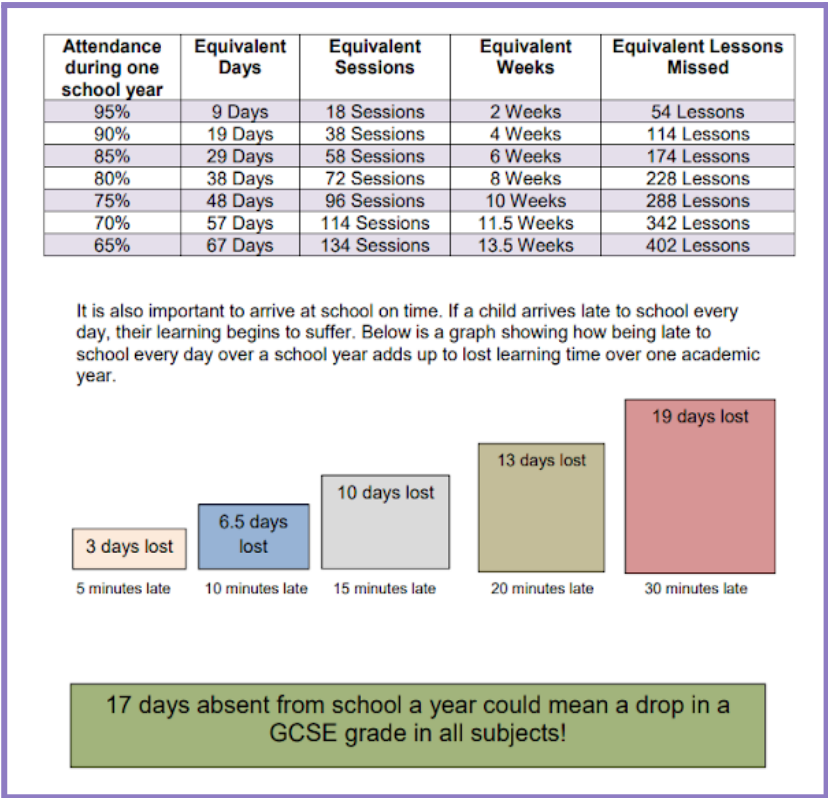 Attendance during one school year Equivalent Days Equivalent Sessions Equivalent Weeks Equivalent Lessons Missed
95% 9 Days 18 Sessions 2 Weeks 54 Lessons
90% 19 Days 38 Sessions 4 Weeks 114 Lessons
85% 29 Days 58 Sessions 6 Weeks 174 Lessons
80% 38 Days 72 Sessions 8 Weeks 228 Lessons
75% 48 Days 96 Sessions 10 Weeks 288 Lessons
70% 57 Days 114 Sessions 11.5 Weeks 342 Lessons
65% 67 Days 134 Sessions 13.5 Weeks 402 Lessons
It is also important to arrive at school on time. If a child arrives late to school every
day, their learning begins to suffer. Below is a graph showing how being late to
school every day over a school year adds up to lost learning time over one academic
year.
3 days lost
6.5 days
lost
10 days lost
13 days lost
19 days lost
5 minutes late 10 minutes late 15 minutes late 20 minutes late 30 minutes late
17 days absent from school a year could mean a drop in a
GCSE grade in all subjects!